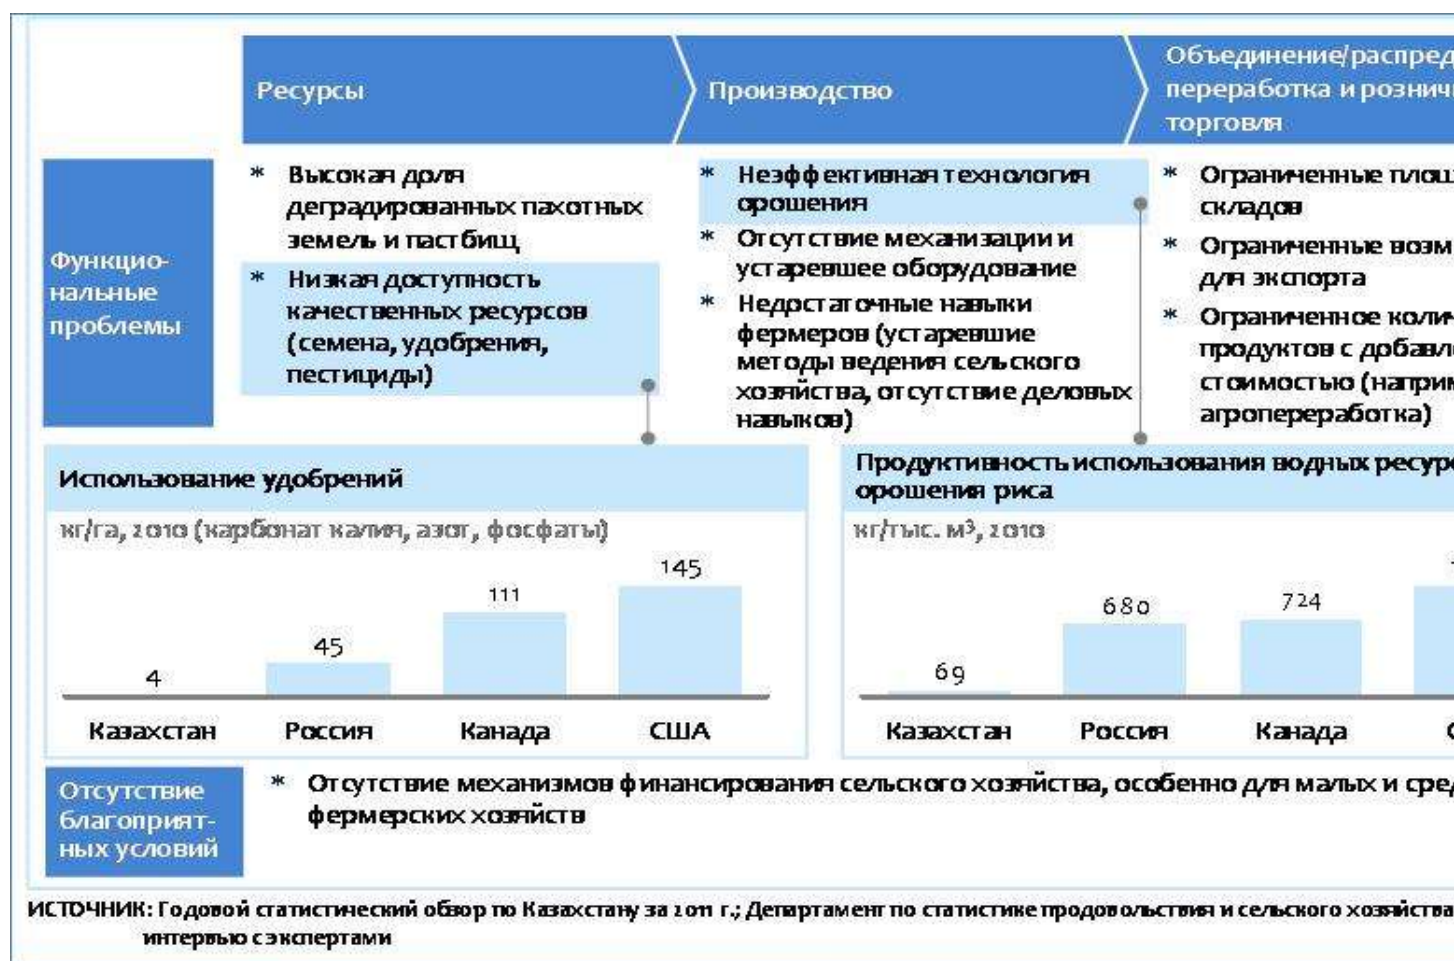 Ресурсы
Производство
Объединение/распред
переработка и рознич
торговля
Функцио-
нальные
проблемы
* Высокая доля
деградированных пахотных
земель и пастбищ
* Низкая доступность
качественных ресурсов
(семена, удобрения,
пестициды)
* Неэффективная технология
орошения
* Отсутствие механизации и
устаревшее оборудование
* Недостаточные навыки
фермеров (устаревшие
методы ведения сельского
хозяйства, отсутствие деловых
навыков)
* Ограниченные площ
складов
* Ограниченные возм
для экспорта
* Ограниченное колич
продуктов с добавл
стоимостью (наприм
агропереработка)
Использование удобрений
кг/га, 2010 (карбонат калия, азот, фосфаты)
4
45
111
145
Казахстан
Россия
Канада
США
Продуктивность использования водных ресур
орошения риса
кг/тыс. м³, 2010
69
680
724
Казахстан
Россия
Канада
Отсутствие
благоприят-
ных условий
* Отсутствие механизмов финансирования сельского хозяйства, особенно для малых и сред
фермерских хозяйств
ИСТОЧНИК: Годовой статистический обзор по Казахстану за 2011 г.; Департамент по статистике продовольствия и сельского хозяйства
интервью с экспертами